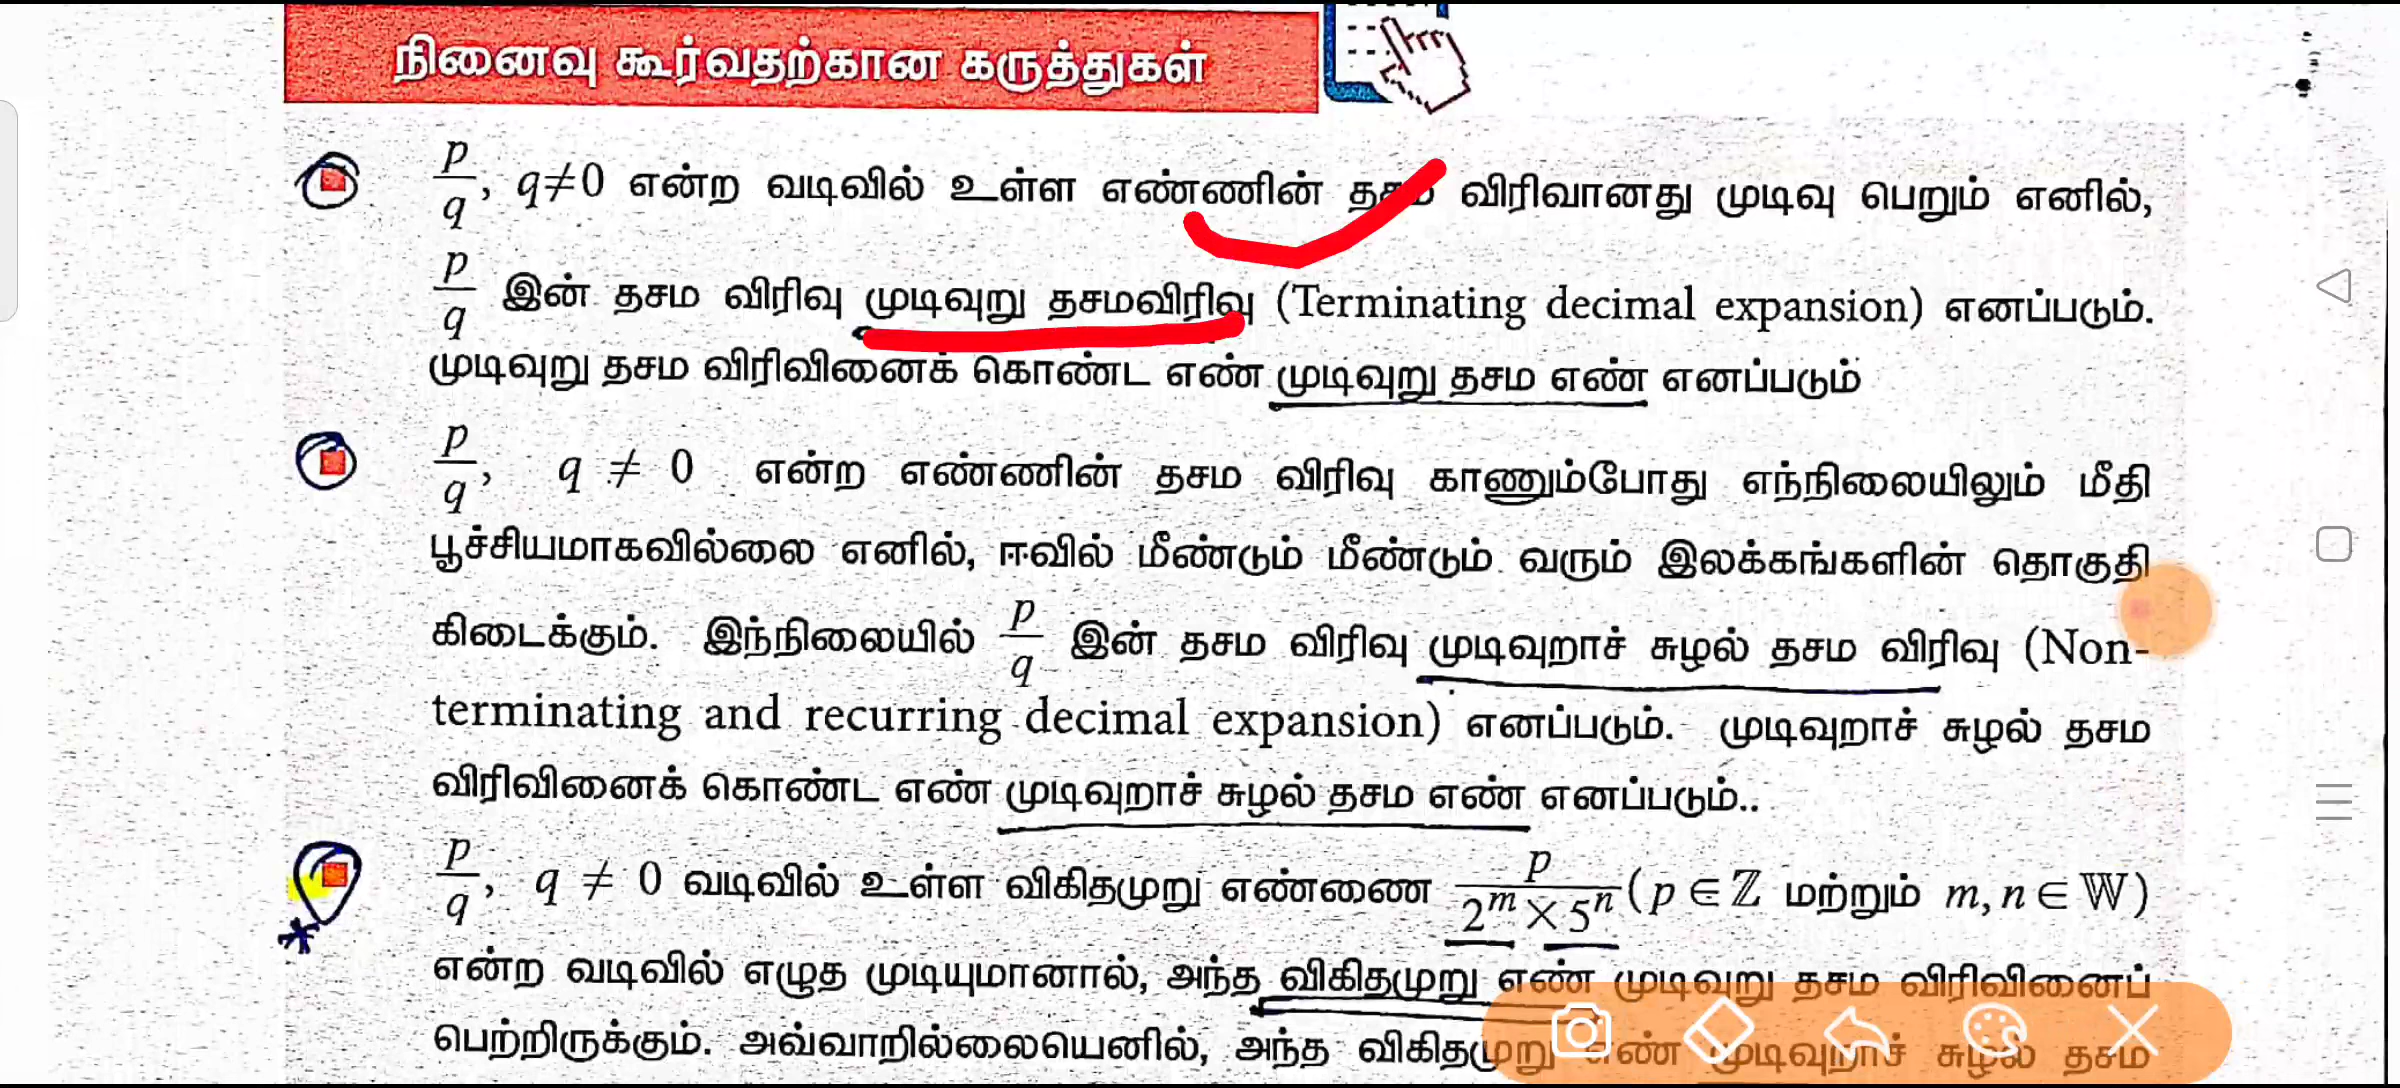 நினைவு கூர்வதற்கான கருத்துகள்
p/q, q≠0 என்ற வடிவில் உள்ள எண்ணின் தசம விரிவானது முடிவு பெறும் எனில்,
p/q இன் தசம விரிவு முடிவுறு தசமவிரிவு (Terminating decimal expansion) எனப்படும்.
முடிவுறு தசம விரிவினைக் கொண்ட எண் முடிவுறு தசம எண் எனப்படும்
p/q, q ≠ 0 என்ற எண்ணின் தசம விரிவு காணும்போது எந்நிலையிலும் மீதி
பூச்சியமாகவில்லை எனில், ஈவில் மீண்டும் மீண்டும் வரும் இலக்கங்களின் தொகுதி
கிடைக்கும். இந்நிலையில் p/q இன் தசம விரிவு முடிவுறாச் சுழல் தசம விரிவு (Non-
terminating and recurring decimal expansion) எனப்படும். முடிவுறாச் சுழல் தசம
விரிவினைக் கொண்ட எண் முடிவுறாச் சுழல் தசம எண் எனப்படும்..
p/q, q ≠ 0 வடிவில் உள்ள விகிதமுறு எண்ணை p/(2^m × 5^n) (p ∈ ℤ மற்றும் m, n ∈ 𝕎)
என்ற வடிவில் எழுத முடியுமானால், அந்த விகிதமுறு எண் முடிவுறு தசம விரிவினைப்
பெற்றிருக்கும். அவ்வாறில்லையெனில், அந்த விகிதமுறு எண் முடிவுறாச் சுழல் தசம